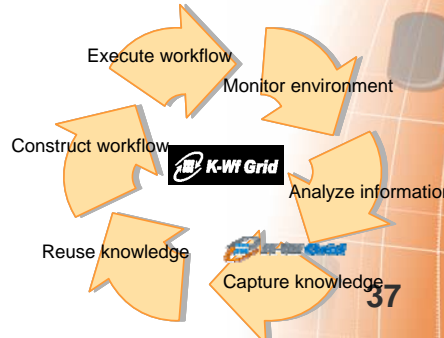 Execute workflow
Monitor environment
Construct workflow
K-Wf Grid
Analyze information
Reuse knowledge
Capture knowledge
37